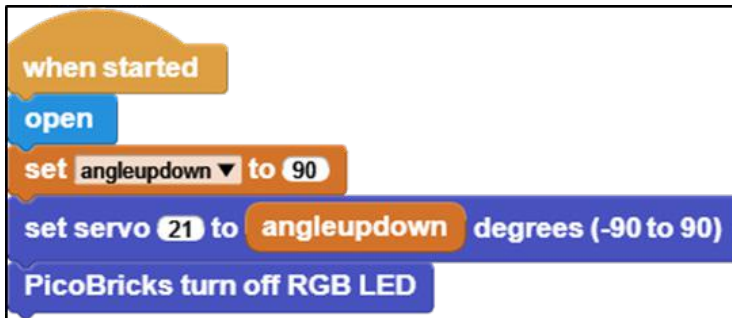 when started
open
set angleupdown to 90
set servo 21 to angleupdown degrees (-90 to 90)
PicoBricks turn off RGB LED